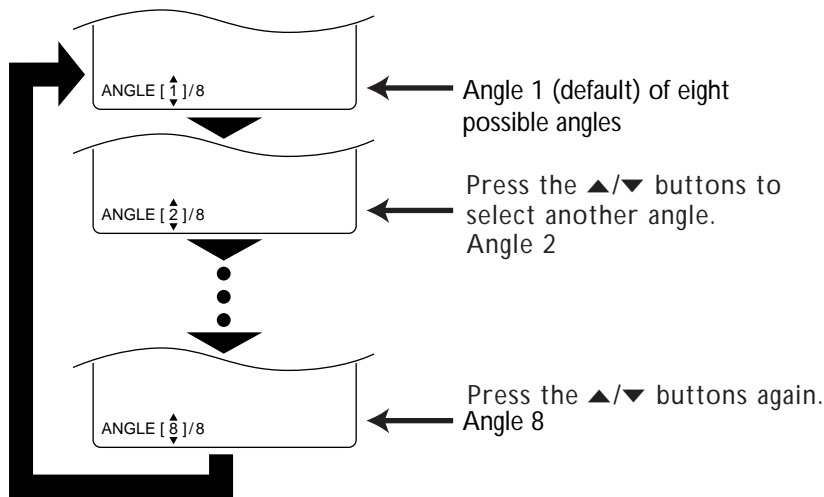 ANGLE [ 1 ]/8
Angle 1 (default) of eight
possible angles
ANGLE [ 2 ]/8
Press the ▲/▼ buttons to
select another angle.
Angle 2
ANGLE [ 8 ]/8
Press the ▲/▼ buttons again.
Angle 8